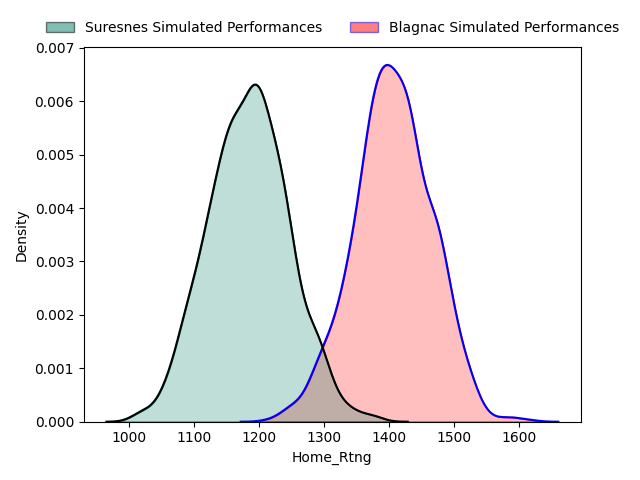 Suresnes Simulated Performances Blagnac Simulated Performances
0.007
0.006
0.005
0.004
0.003
0.002
0.001
0.000
Density
1000 1100 1200 1300 1400 1500 1600
Home_Rtng